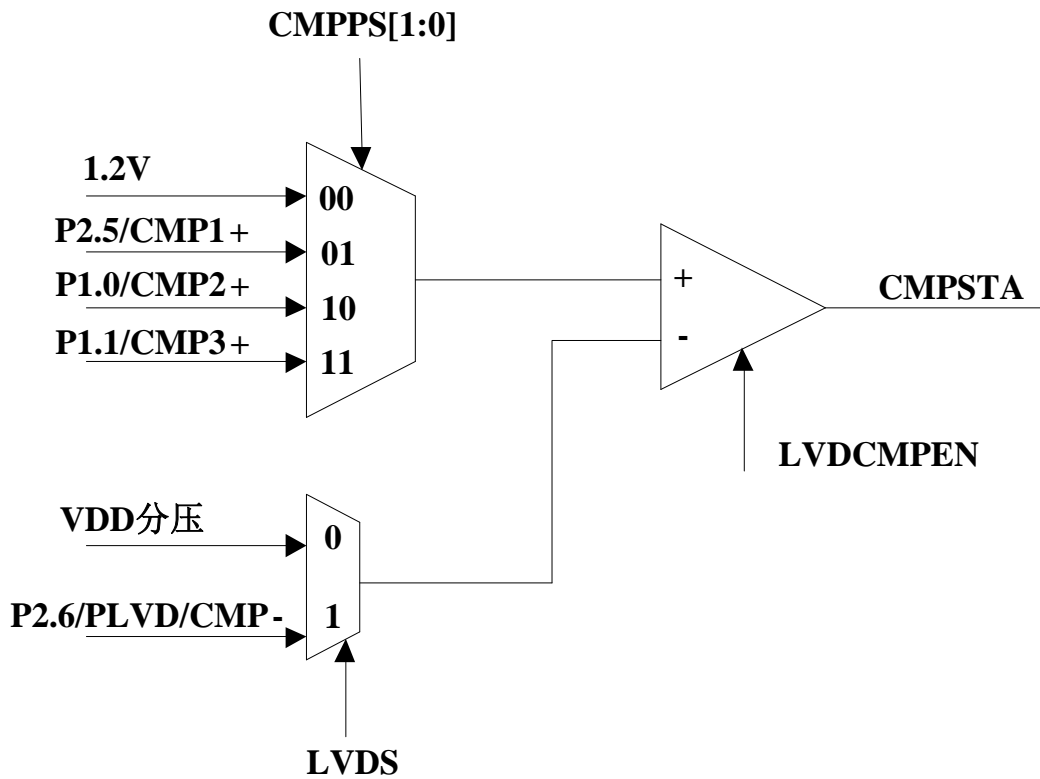 CMPPS[1:0]
1.2V
00
P2.5/CMP1+
01
P1.0/CMP2+
10
P1.1/CMP3+
11
+
-
CMPSTA
LVDCMPEN
VDD分压
0
P2.6/PLVD/CMP-
1
LVDS